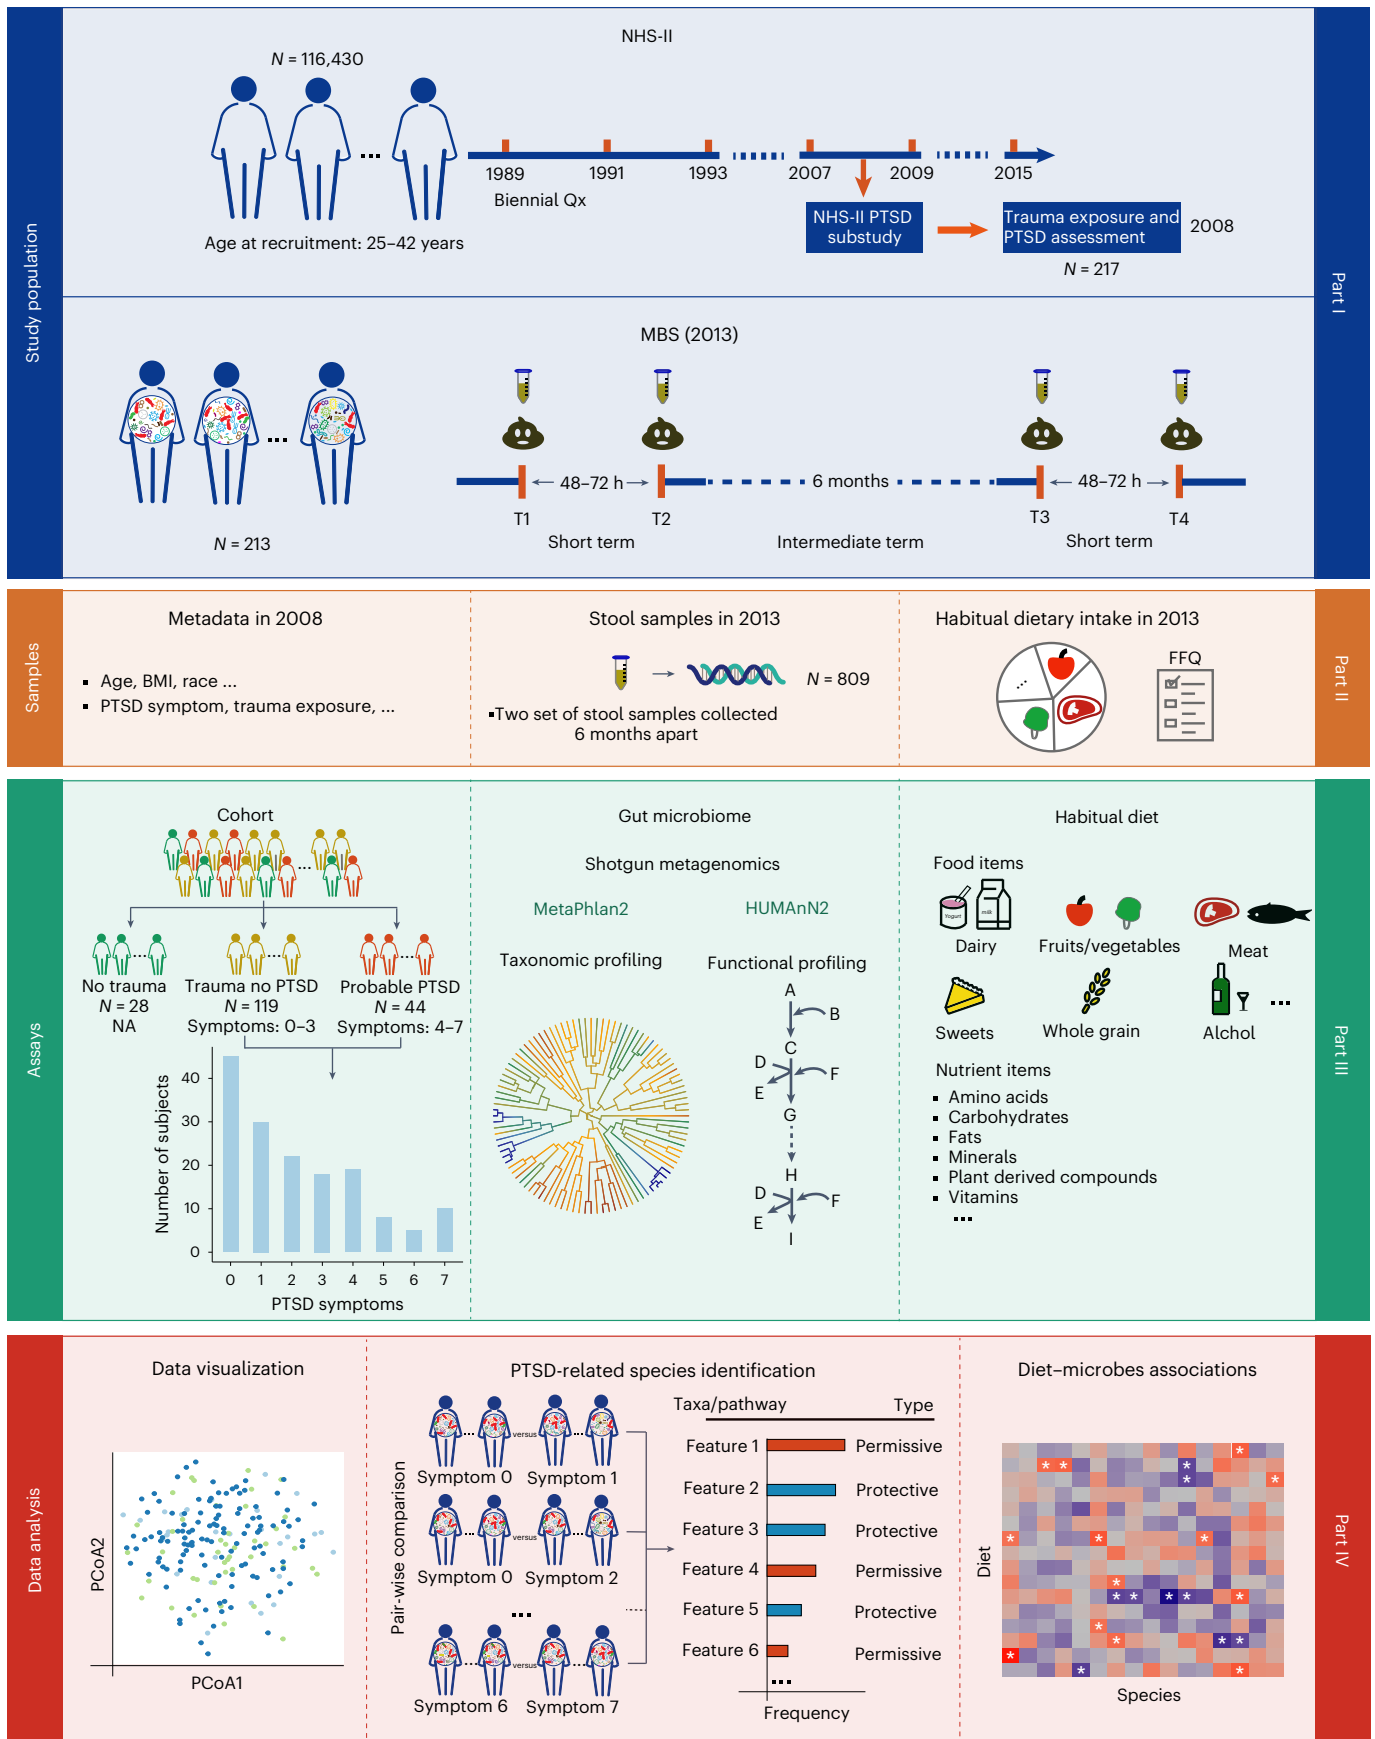 NHS-II
N = 116,430
1989
1991
1993
2007
2009
2015
Biennial Qx
Age at recruitment: 25–42 years
NHS-II PTSD
substudy
Trauma exposure and
PTSD assessment
2008
N = 217
Study population
Part I
MBS (2013)
48–72 h
6 months
48–72 h
T1
T2
T3
T4
Short term
Intermediate term
Short term
N = 213
Samples
Part II
Metadata in 2008
▪ Age, BMI, race ...
▪ PTSD symptom, trauma exposure, ...
Stool samples in 2013
N = 809
▪Two set of stool samples collected
6 months apart
Habitual dietary intake in 2013
...
FFQ
Assays
Part III
Cohort
...
No trauma
N = 28
NA
Trauma no PTSD
N = 119
Symptoms: 0–3
Probable PTSD
N = 44
Symptoms: 4–7
Number of subjects
40
30
20
10
0
0 1 2 3 4 5 6 7
PTSD symptoms
Gut microbiome
Shotgun metagenomics
MetaPhlan2
HUMAnN2
Taxonomic profiling
Functional profiling
A
B
C
D
F
E
G
H
D
F
E
I
Habitual diet
Food items
Yogurt
milk
Dairy
Fruits/vegetables
Meat
Sweets
Whole grain
Alchol
...
Nutrient items
▪ Amino acids
▪ Carbohydrates
▪ Fats
▪ Minerals
▪ Plant derived compounds
▪ Vitamins
...
Data analysis
Part IV
Data visualization
PCoA2
PCoA1
PTSD-related species identification
Pair-wise comparison
versus
Symptom 0 Symptom 1
versus
Symptom 0 Symptom 2
...
versus
Symptom 6 Symptom 7
Taxa/pathway Type
Feature 1 Permissive
Feature 2 Protective
Feature 3 Protective
Feature 4 Permissive
Feature 5 Protective
Feature 6 Permissive
...
Frequency
Diet–microbes associations
Diet
Species